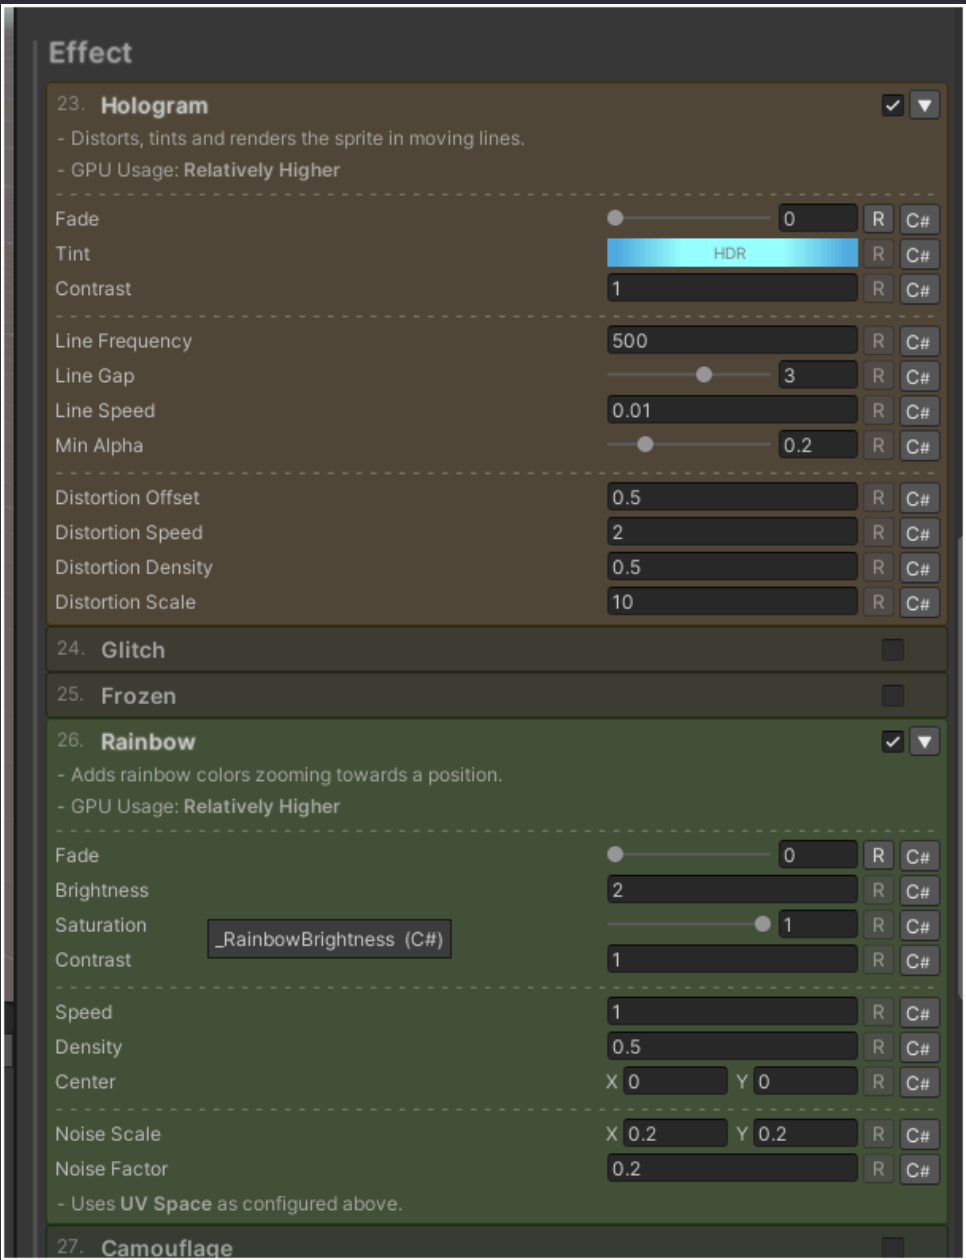 Effect
23. Hologram
- Distorts, tints and renders the sprite in moving lines.
- GPU Usage: Relatively Higher
Fade 0 R C#
Tint HDR R C#
Contrast 1 R C#
Line Frequency 500 R C#
Line Gap 3 R C#
Line Speed 0.01 R C#
Min Alpha 0.2 R C#
Distortion Offset 0.5 R C#
Distortion Speed 2 R C#
Distortion Density 0.5 R C#
Distortion Scale 10 R C#
24. Glitch
25. Frozen
26. Rainbow
- Adds rainbow colors zooming towards a position.
- GPU Usage: Relatively Higher
Fade 0 R C#
Brightness 2 R C#
Saturation 1 R C#
_RainbowBrightness (C#)
Contrast 1 R C#
Speed 1 R C#
Density 0.5 R C#
Center X 0 Y 0 R C#
Noise Scale X 0.2 Y 0.2 R C#
Noise Factor 0.2 R C#
- Uses UV Space as configured above.
27. Camouflage